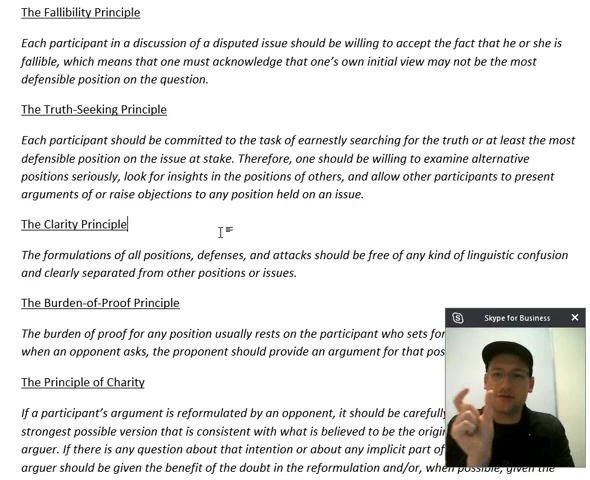 The Fallibility Principle
Each participant in a discussion of a disputed issue should be willing to accept the fact that he or she is
fallible, which means that one must acknowledge that one's own initial view may not be the most
defensible position on the question.
The Truth-Seeking Principle
Each participant should be committed to the task of earnestly searching for the truth or at least the most
defensible position on the issue at stake. Therefore, one should be willing to examine alternative
positions seriously, look for insights in the positions of others, and allow other participants to present
arguments of or raise objections to any position held on an issue.
The Clarity Principle
The formulations of all positions, defenses, and attacks should be free of any kind of linguistic confusion
and clearly separated from other positions or issues.
The Burden-of-Proof Principle
The burden of proof for any position usually rests on the participant who sets for
when an opponent asks, the proponent should provide an argument for that pos
The Principle of Charity
If a participant's argument is reformulated by an opponent, it should be carefully
strongest possible version that is consistent with what is believed to be the origi
arguer. If there is any question about that intention or about any implicit part of
arguer should be given the benefit of the doubt in the reformulation and/or, when possible, given the
Skype for Business